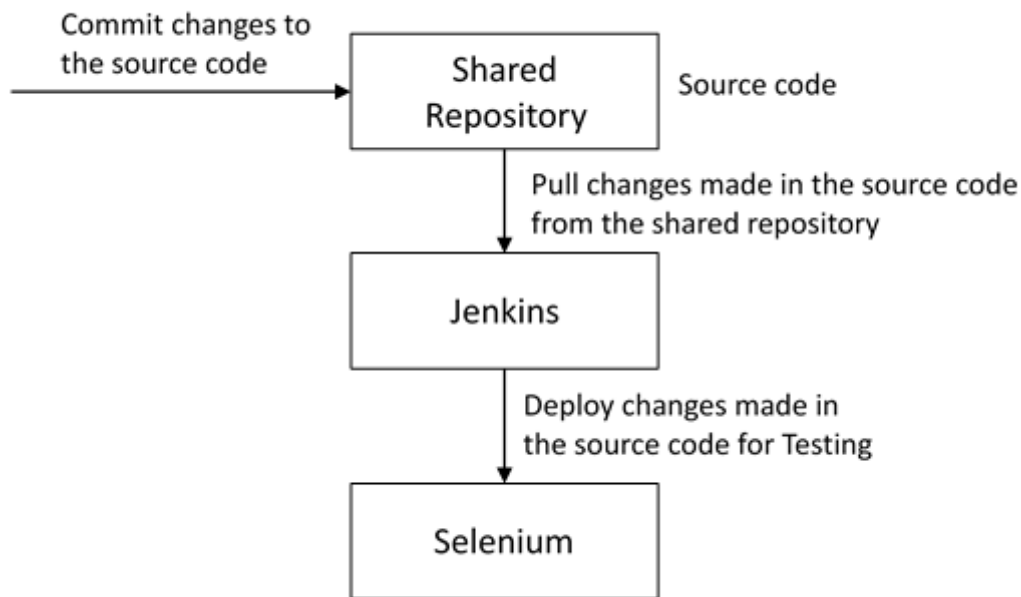 Commit changes to
the source code
Shared
Repository
Source code
Pull changes made in the source code
from the shared repository
Jenkins
Deploy changes made in
the source code for Testing
Selenium